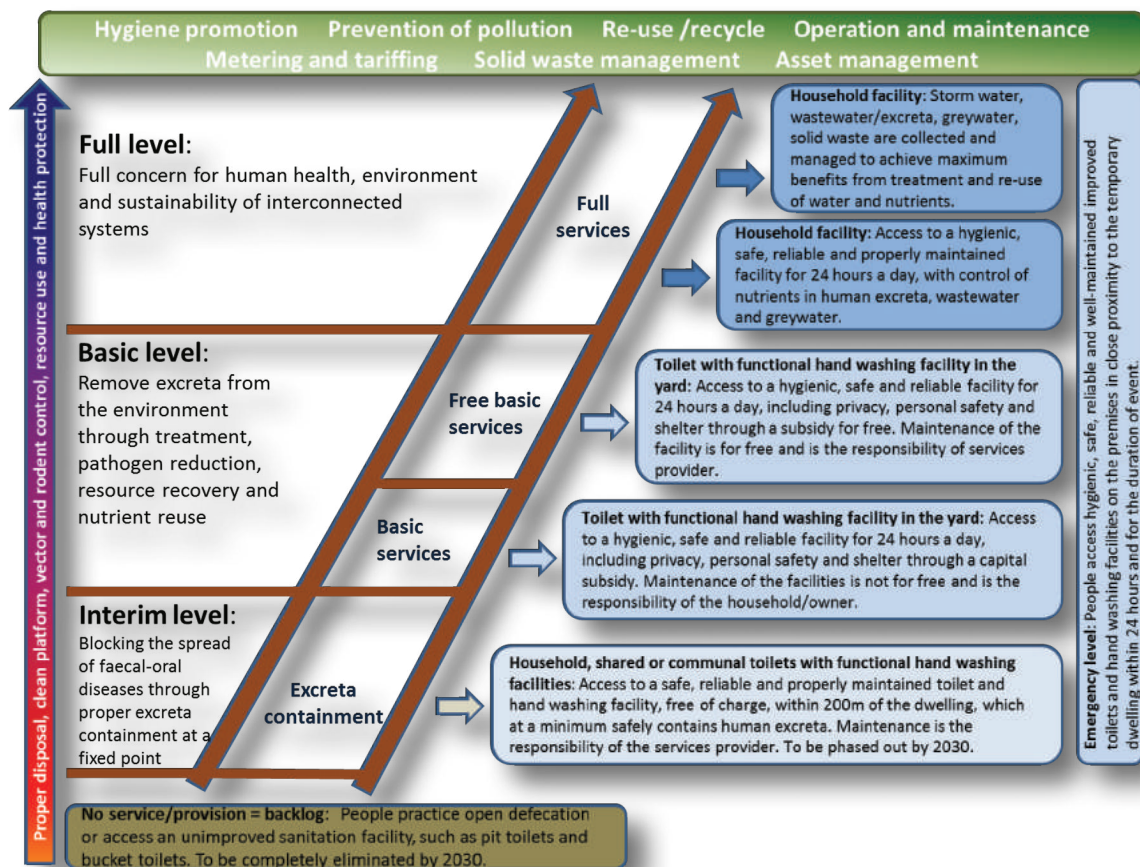 Hygiene promotion Prevention of pollution Re-use /recycle Operation and maintenance
Metering and tariffing Solid waste management Asset management
Proper disposal, clean platform, vector and rodent control, resource use and health protection
Full level:
Full concern for human health, environment
and sustainability of interconnected
systems
Full
services
Household facility: Storm water,
wastewater/excreta, greywater,
solid waste are collected and
managed to achieve maximum
benefits from treatment and re-use
of water and nutrients.
Household facility: Access to a hygienic,
safe, reliable and properly maintained
facility for 24 hours a day, with control of
nutrients in human excreta, wastewater
and greywater.
Basic level:
Remove excreta from
the environment
through treatment,
pathogen reduction,
resource recovery and
nutrient reuse
Free basic
services
Toilet with functional hand washing facility in the
yard: Access to a hygienic, safe and reliable facility for
24 hours a day, including privacy, personal safety and
shelter through a subsidy for free. Maintenance of the
facility is for free and is the responsibility of services
provider.
Basic
services
Toilet with functional hand washing facility in the yard: Access
to a hygienic, safe and reliable facility for 24 hours a day,
including privacy, personal safety and shelter through a capital
subsidy. Maintenance of the facilities is not for free and is the
responsibility of the household/owner.
Interim level:
Blocking the spread
of faecal-oral
diseases through
proper excreta
containment at a
fixed point
Excreta
containment
Household, shared or communal toilets with functional hand washing
facilities: Access to a safe, reliable and properly maintained toilet and
hand washing facility, free of charge, within 200m of the dwelling, which
at a minimum safely contains human excreta. Maintenance is the
responsibility of the services provider. To be phased out by 2030.
No service/provision = backlog: People practice open defecation
or access an unimproved sanitation facility, such as pit toilets and
bucket toilets. To be completely eliminated by 2030.
Emergency level: People access hygienic, safe, reliable and well-maintained improved
toilets and hand washing facilities on the premises in close proximity to the temporary
dwelling within 24 hours and for the duration of event.